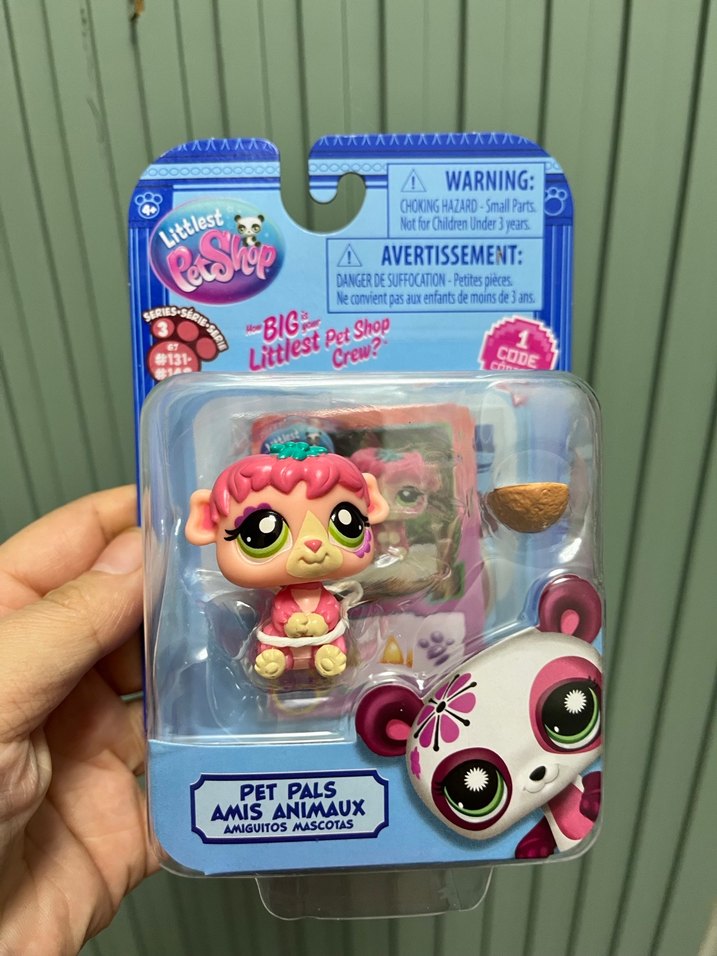 4+
Littlest
PetShop
WARNING:
CHOKING HAZARD - Small Parts.
Not for Children Under 3 years.
AVERTISSEMENT:
DANGER DE SUFFOCATION - Petites pièces.
Ne convient pas aux enfants de moins de 3 ans.
SERIES•SÉRIE•SERIE
3
G7
#131-
How BIG is your
Littlest Pet Shop
Crew?
1
CODE
Littlest
PET PALS
AMIS ANIMAUX
AMIGUITOS MASCOTAS